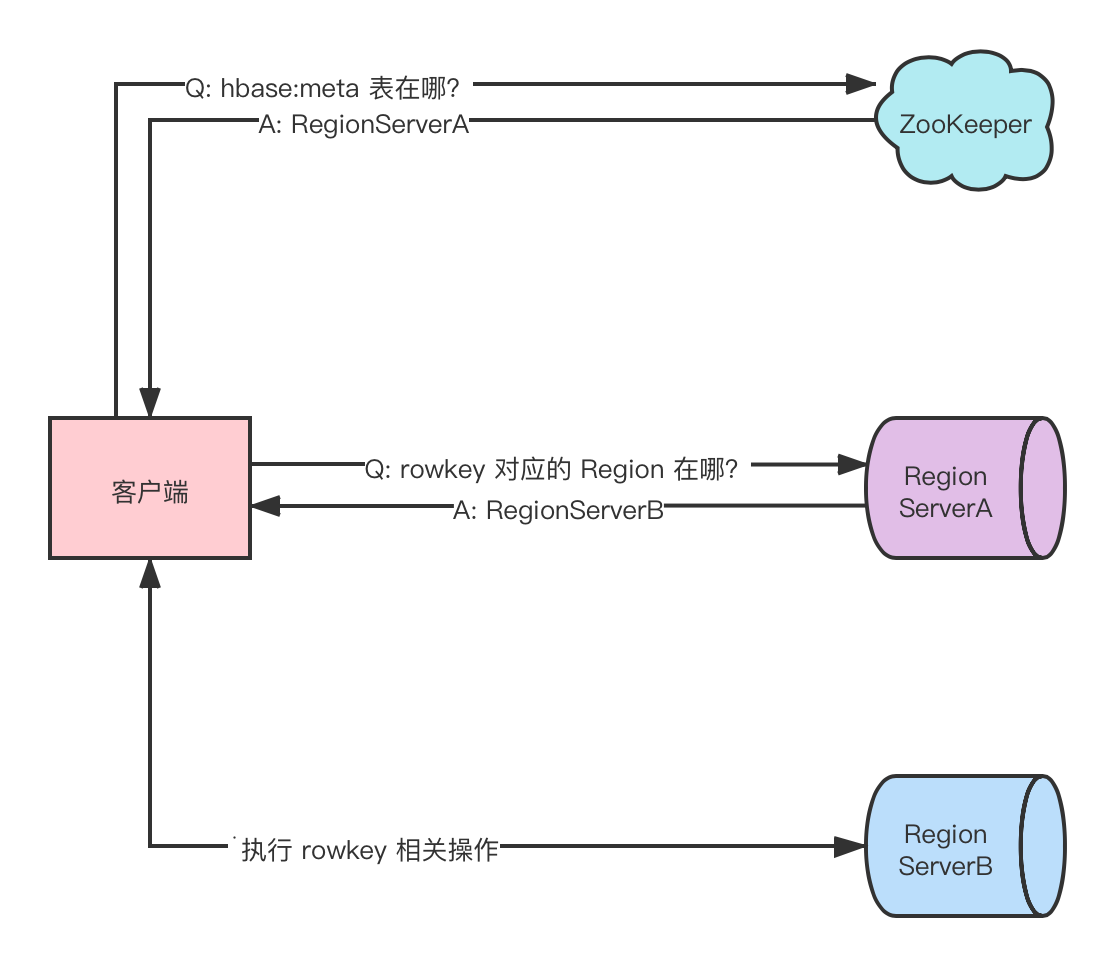 Q: hbase:meta 表在哪？
A: RegionServerA
ZooKeeper
客户端
Q: rowkey 对应的 Region 在哪？
A: RegionServerB
Region
ServerA
执行 rowkey 相关操作
Region
ServerB